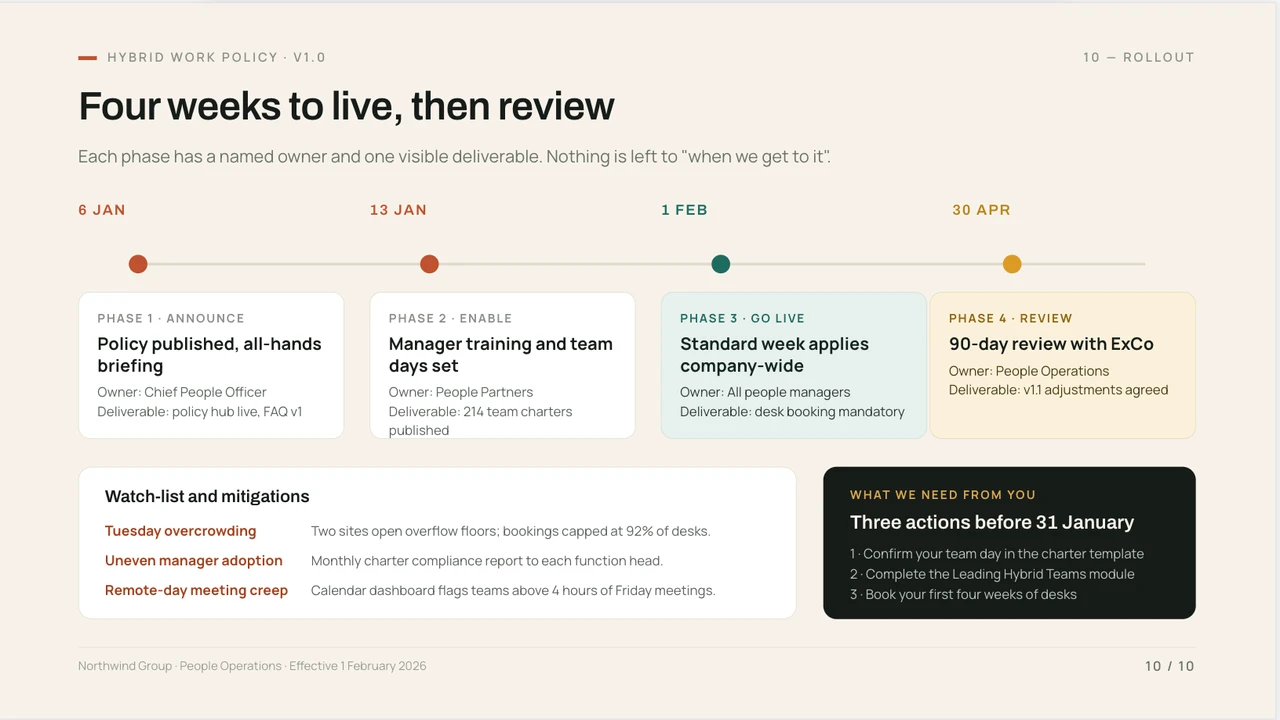 HYBRID WORK POLICY · V1.0
10 — ROLLOUT
Four weeks to live, then review
Each phase has a named owner and one visible deliverable. Nothing is left to "when we get to it".
6 JAN
13 JAN
1 FEB
30 APR
PHASE 1 · ANNOUNCE
Policy published, all-hands
briefing
Owner: Chief People Officer
Deliverable: policy hub live, FAQ v1
PHASE 2 · ENABLE
Manager training and team
days set
Owner: People Partners
Deliverable: 214 team charters
published
PHASE 3 · GO LIVE
Standard week applies
company-wide
Owner: All people managers
Deliverable: desk booking mandatory
PHASE 4 · REVIEW
90-day review with ExCo
Owner: People Operations
Deliverable: v1.1 adjustments agreed
Watch-list and mitigations
Tuesday overcrowding Two sites open overflow floors; bookings capped at 92% of desks.
Uneven manager adoption Monthly charter compliance report to each function head.
Remote-day meeting creep Calendar dashboard flags teams above 4 hours of Friday meetings.
WHAT WE NEED FROM YOU
Three actions before 31 January
1 · Confirm your team day in the charter template
2 · Complete the Leading Hybrid Teams module
3 · Book your first four weeks of desks
Northwind Group · People Operations · Effective 1 February 2026
10 / 10